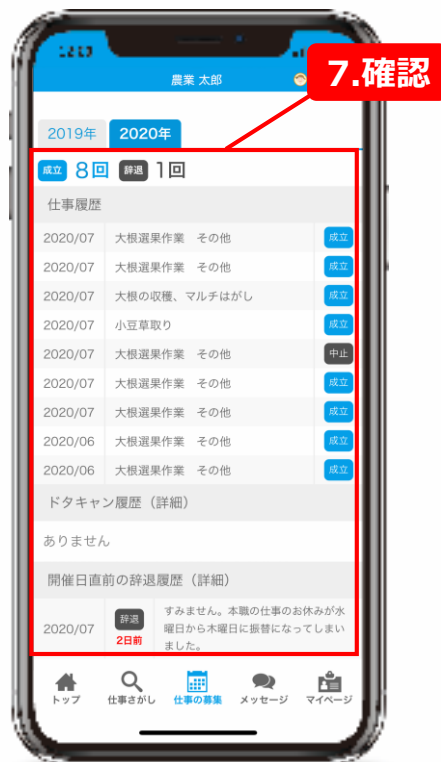 12:03
7.確認
農業 太郎
2019年 2020年
成立 8回 辞退 1回
仕事履歴
2020/07 大根選果作業 その他 成立
2020/07 大根選果作業 その他 成立
2020/07 大根の収穫、マルチはがし 成立
2020/07 小豆草取り 成立
2020/07 大根選果作業 その他 中止
2020/07 大根選果作業 その他 成立
2020/07 大根選果作業 その他 成立
2020/06 大根選果作業 その他 成立
2020/06 大根選果作業 その他 成立
ドタキャン履歴（詳細）
ありません
開催日直前の辞退履歴（詳細）
2020/07 辞退 2日前
すみません。本職の仕事のお休みが水
曜日から木曜日に振替になってしまい
ました。
トップ 仕事さがし 仕事の募集 メッセージ マイページ